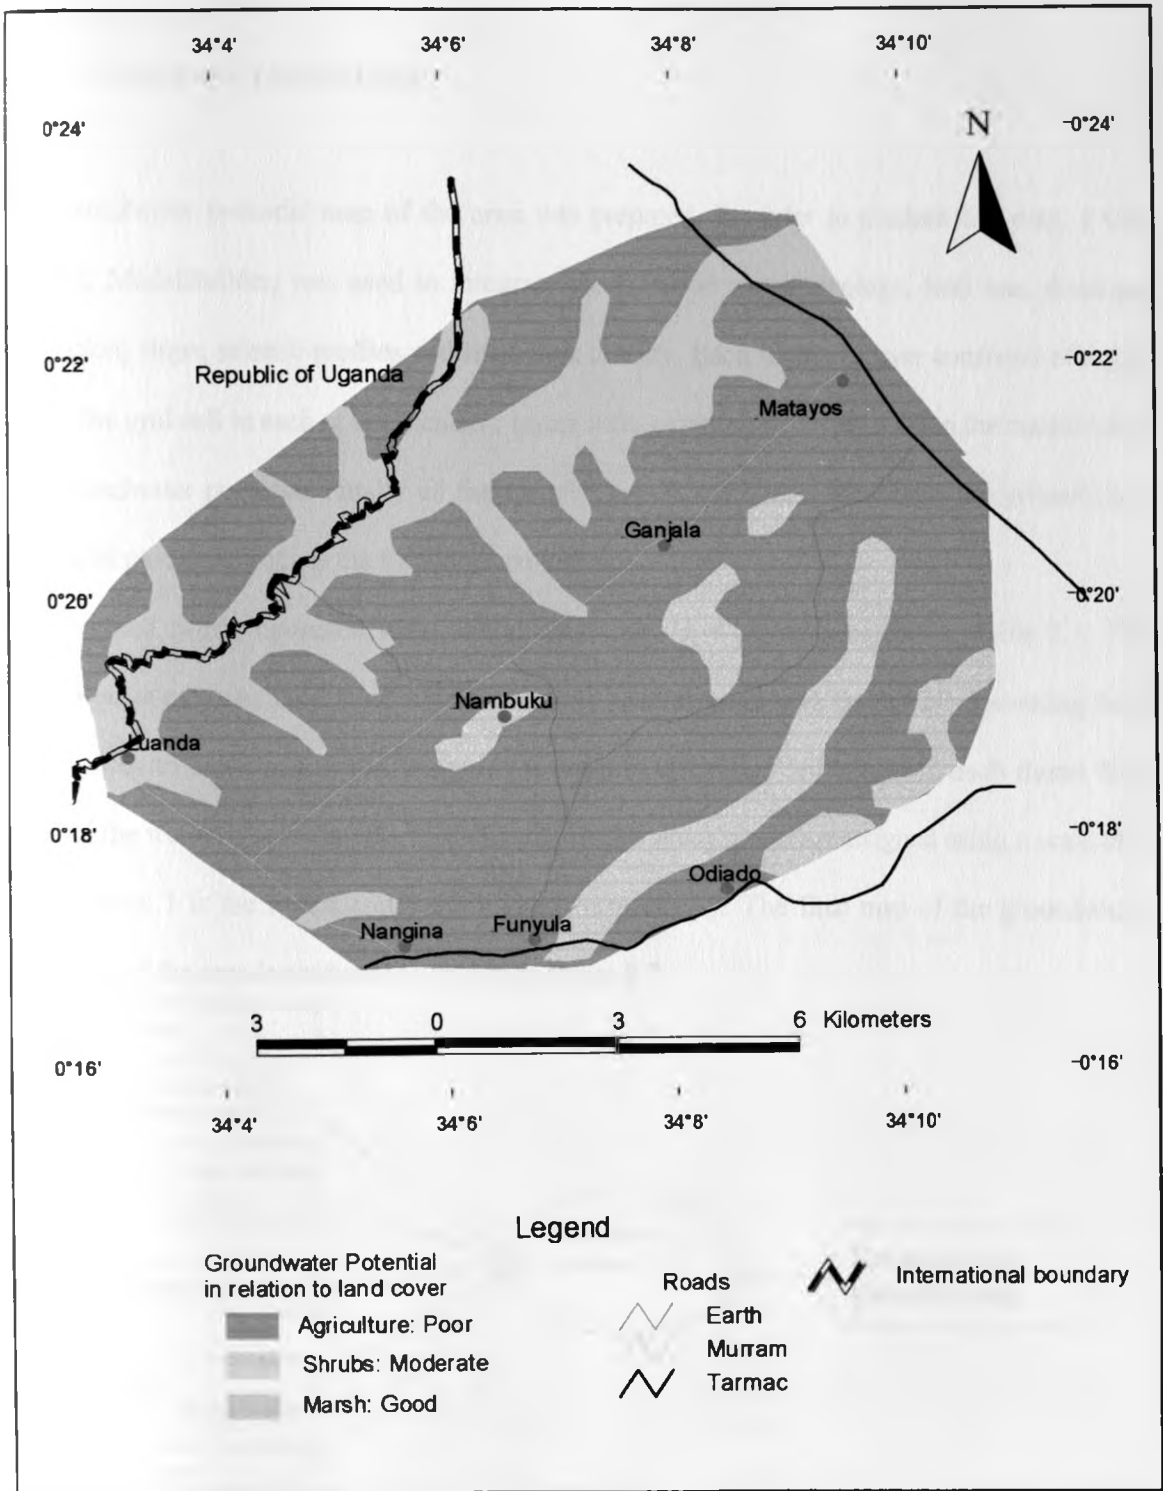 34°4' 34°6' 34°8' 34°10'
0°24' 0°24'
N
0°22' 0°22'
Republic of Uganda
Matayos
Ganjala
0°20' 0°20'
Nambuku
Luanda
0°18' 0°18'
Odiado
Nangina Funyula
3 0 3 6 Kilometers
0°16' 0°16'
34°4' 34°6' 34°8' 34°10'
Legend
Groundwater Potential
in relation to land cover
Agriculture: Poor
Shrubs: Moderate
Marsh: Good
Roads
Earth
Murram
Tarmac
International boundary